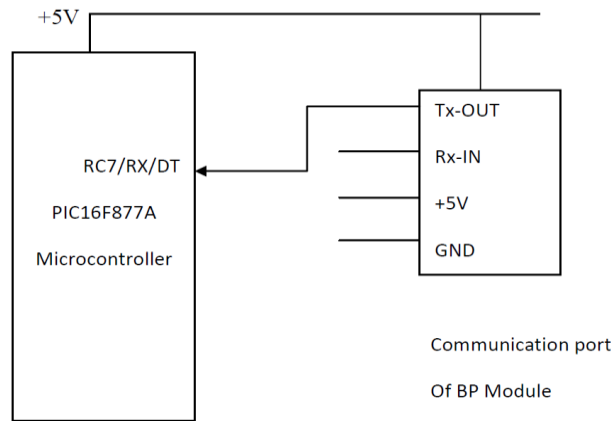 +5V
Tx-OUT
RC7/RX/DT
Rx-IN
PIC16F877A
+5V
Microcontroller
GND
Communication port
Of BP Module